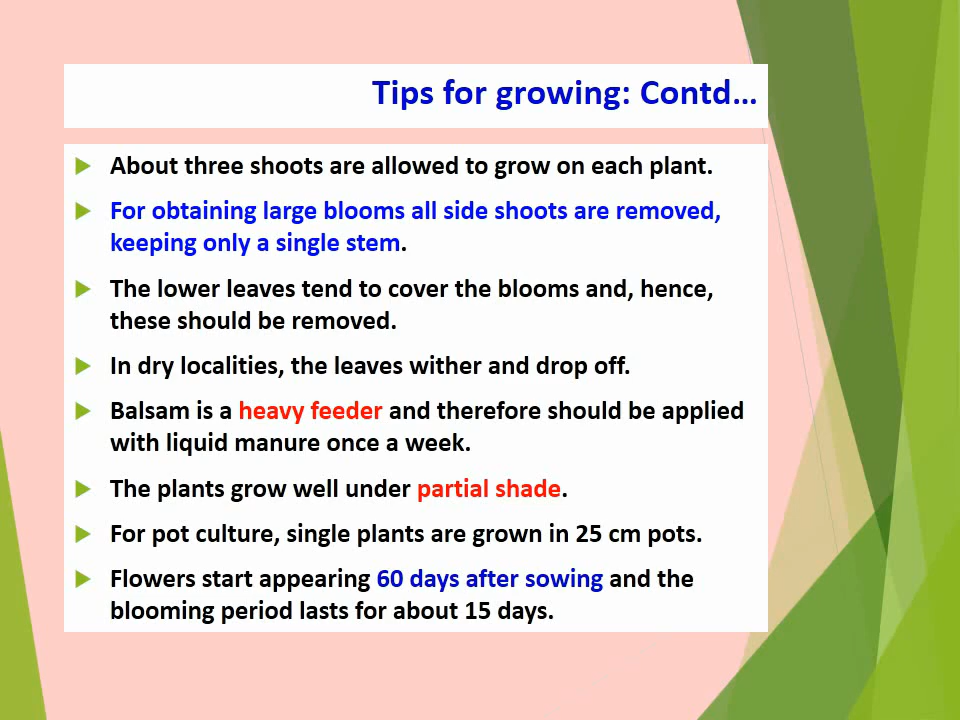 Tips for growing: Contd…
About three shoots are allowed to grow on each plant.
For obtaining large blooms all side shoots are removed,
keeping only a single stem.
The lower leaves tend to cover the blooms and, hence,
these should be removed.
In dry localities, the leaves wither and drop off.
Balsam is a heavy feeder and therefore should be applied
with liquid manure once a week.
The plants grow well under partial shade.
For pot culture, single plants are grown in 25 cm pots.
Flowers start appearing 60 days after sowing and the
blooming period lasts for about 15 days.